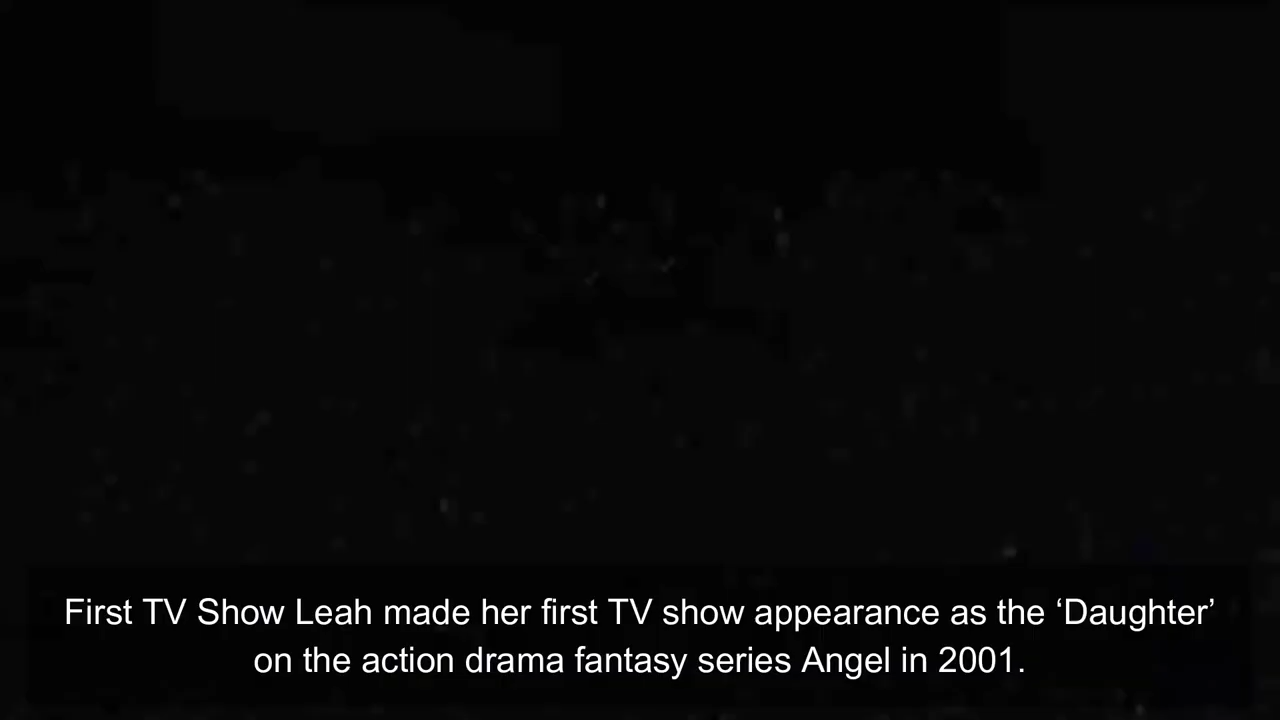 First TV Show Leah made her first TV show appearance as the ‘Daughter’
on the action drama fantasy series Angel in 2001.